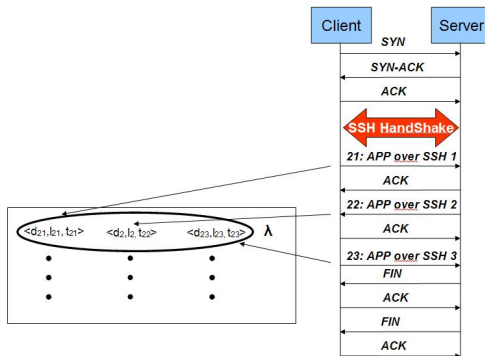 Client Server
SYN
SYN-ACK
ACK
SSH HandShake
21: APP over SSH 1
ACK
22: APP over SSH 2
ACK
23: APP over SSH 3
FIN
ACK
FIN
ACK
<d21,l21, t21> <d2,l2, t22> <d23,l23, t23> λ